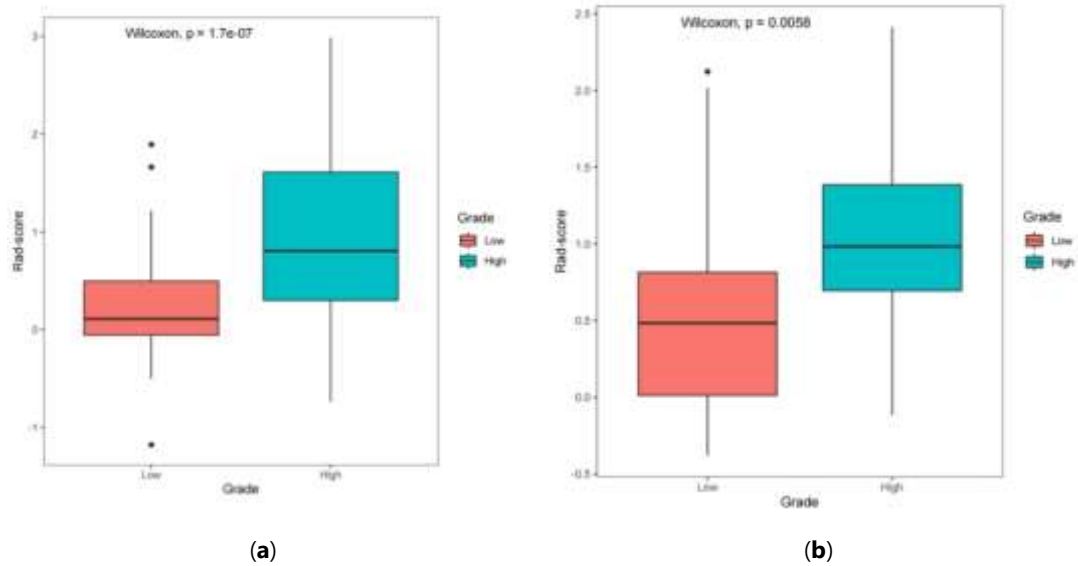 Wilcoxon, p = 1.7e-07
3
2
1
0
-1
Rad-score
Low
High
Grade
Grade
Low
High
(a)
Wilcoxon, p = 0.0058
2.5
2.0
1.5
1.0
0.5
0.0
-0.5
Rad-score
Low
High
Grade
Grade
Low
High
(b)